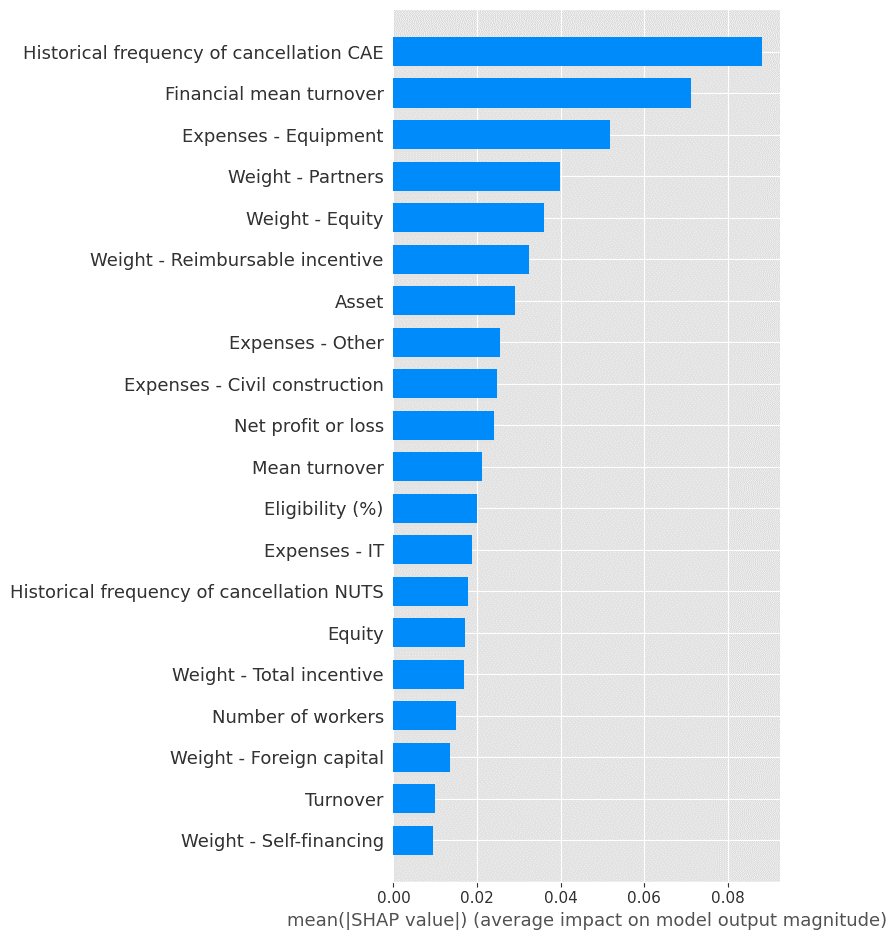 Historical frequency of cancellation CAE
Financial mean turnover
Expenses - Equipment
Weight - Partners
Weight - Equity
Weight - Reimbursable incentive
Asset
Expenses - Other
Expenses - Civil construction
Net profit or loss
Mean turnover
Eligibility (%)
Expenses - IT
Historical frequency of cancellation NUTS
Equity
Weight - Total incentive
Number of workers
Weight - Foreign capital
Turnover
Weight - Self-financing
0.00 0.02 0.04 0.06 0.08
mean(|SHAP value|) (average impact on model output magnitude)